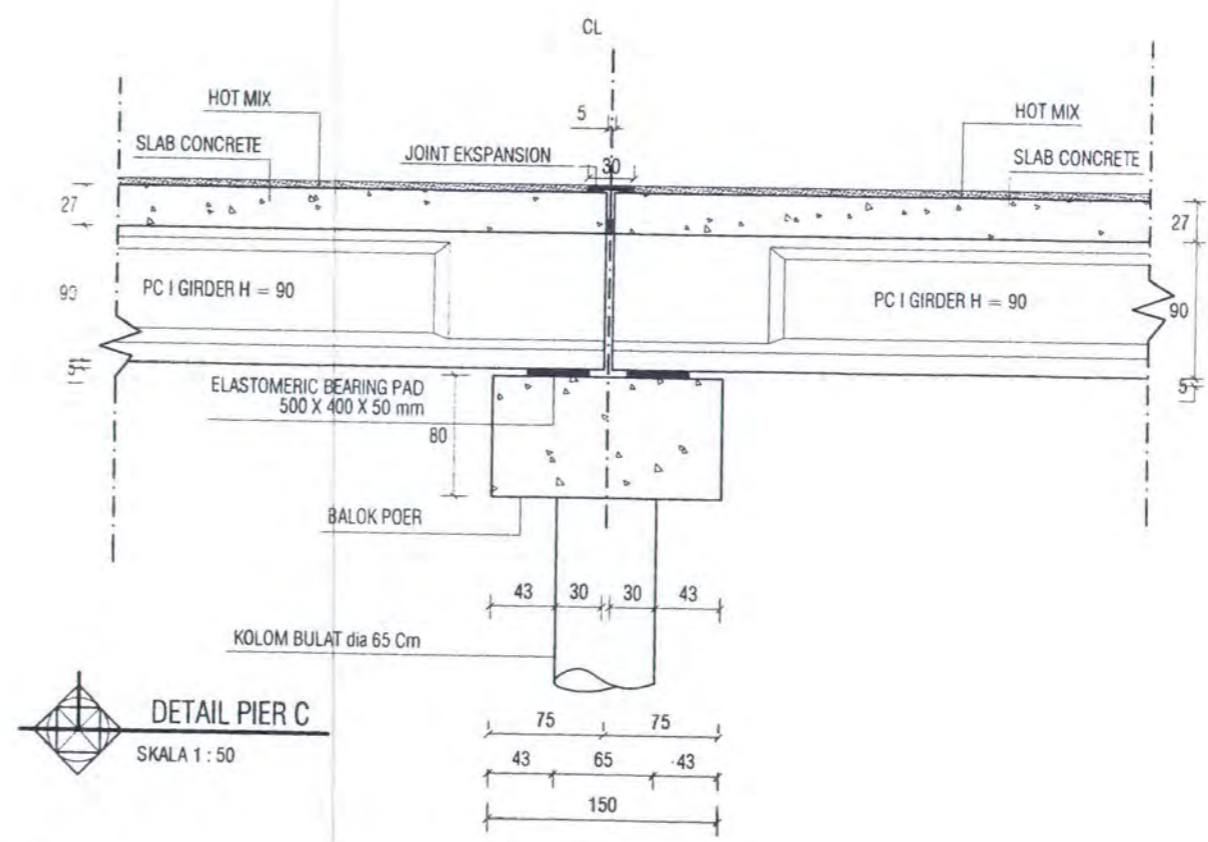 CL
HOT MIX
5
HOT MIX
SLAB CONCRETE
JOINT EKSPANSION
30
SLAB CONCRETE
27
27
90
PC I GIRDER H = 90
PC I GIRDER H = 90
90
5
ELASTOMERIC BEARING PAD
500 X 400 X 50 mm
5
80
BALOK POER
43 30 30 43
KOLOM BULAT dia 65 Cm
DETAIL PIER C
SKALA 1 : 50
75 75
43 65 43
150